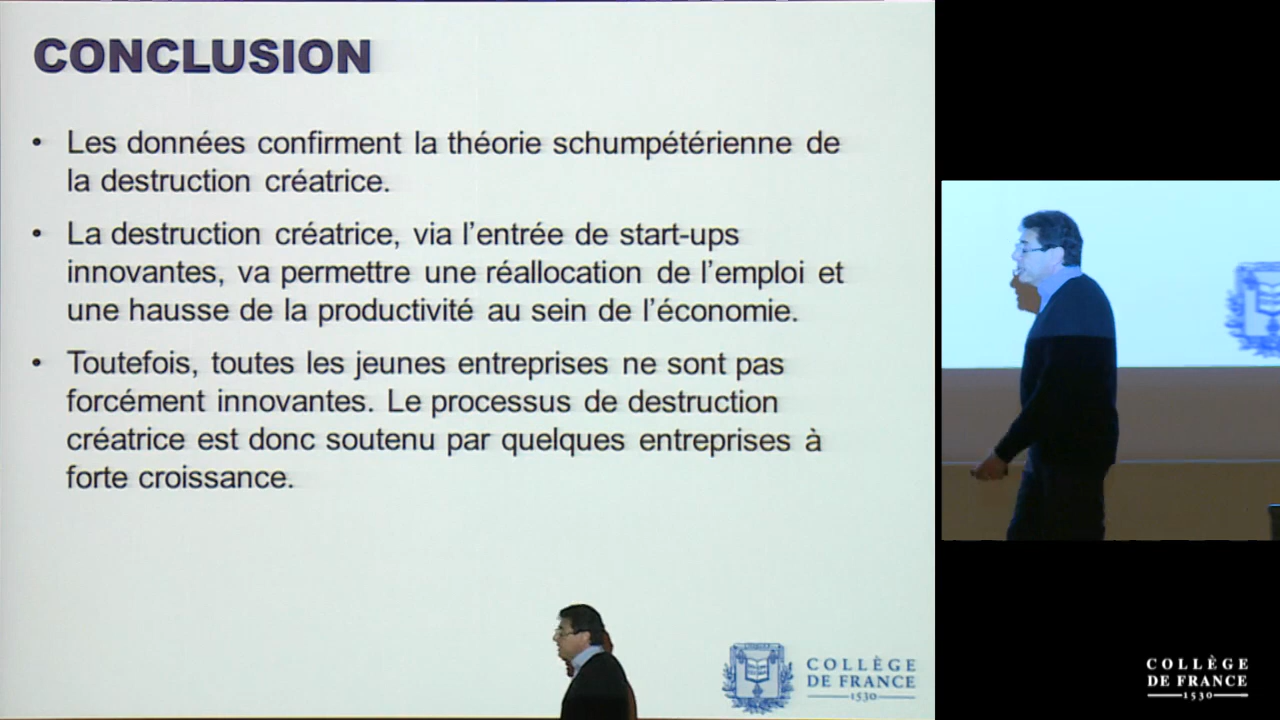 CONCLUSION
• Les données confirment la théorie schumpétérienne de
la destruction créatrice.
• La destruction créatrice, via l'entrée de start-ups
innovantes, va permettre une réallocation de l'emploi et
une hausse de la productivité au sein de l'économie.
• Toutefois, toutes les jeunes entreprises ne sont pas
forcément innovantes. Le processus de destruction
créatrice est donc soutenu par quelques entreprises à
forte croissance.
COLLÈGE
DE FRANCE
1530
COLLÈGE
DE FRANCE
1530